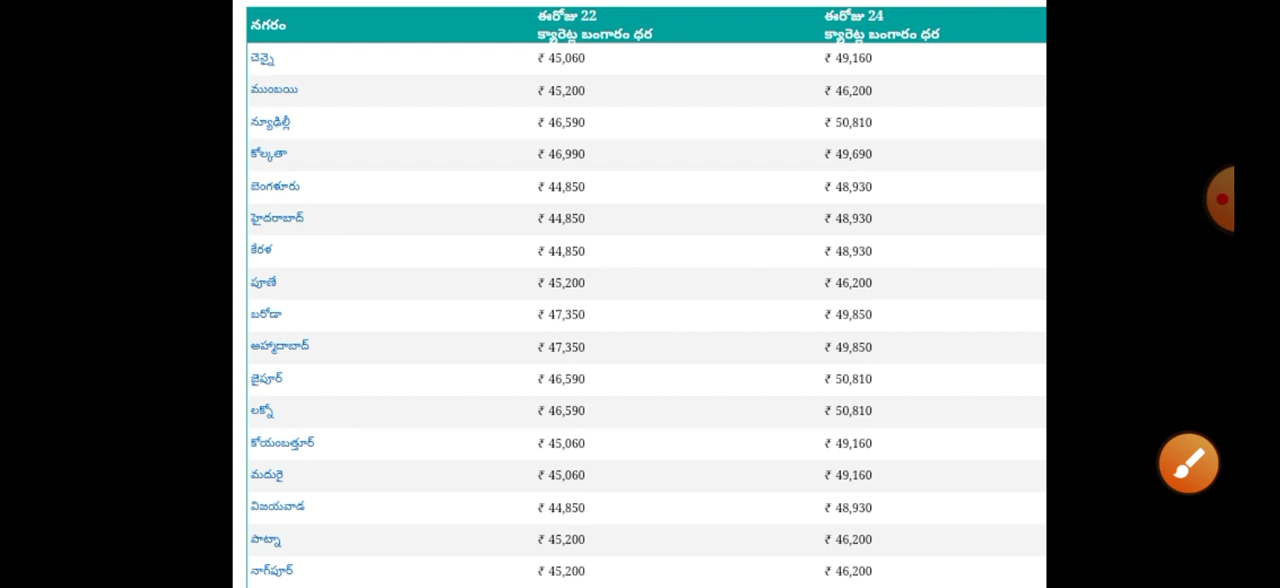 నగరం ఈరోజు 22 క్యారెట్ల బంగారం ధర ఈరోజు 24 క్యారెట్ల బంగారం ధర
చెన్నై ₹ 45,060 ₹ 49,160
ముంబయి ₹ 45,200 ₹ 46,200
న్యూఢిల్లీ ₹ 46,590 ₹ 50,810
కోల్కతా ₹ 46,990 ₹ 49,690
బెంగళూరు ₹ 44,850 ₹ 48,930
హైదరాబాద్ ₹ 44,850 ₹ 48,930
కేరళ ₹ 44,850 ₹ 48,930
పూణే ₹ 45,200 ₹ 46,200
బరోడా ₹ 47,350 ₹ 49,850
అహ్మాదాబాద్ ₹ 47,350 ₹ 49,850
జైపూర్ ₹ 46,590 ₹ 50,810
లక్నో ₹ 46,590 ₹ 50,810
కోయంబత్తూర్ ₹ 45,060 ₹ 49,160
మదురై ₹ 45,060 ₹ 49,160
విజయవాడ ₹ 44,850 ₹ 48,930
పాట్నా ₹ 45,200 ₹ 46,200
నాగ్‌పూర్ ₹ 45,200 ₹ 46,200